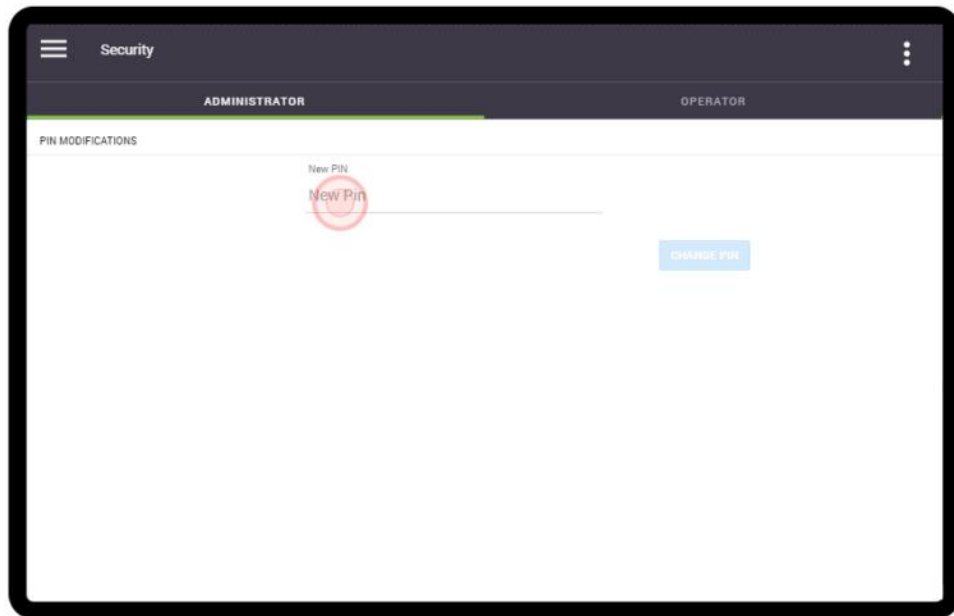 Security
ADMINISTRATOR OPERATOR
PIN MODIFICATIONS
New PIN
New Pin
CHANGE PIN